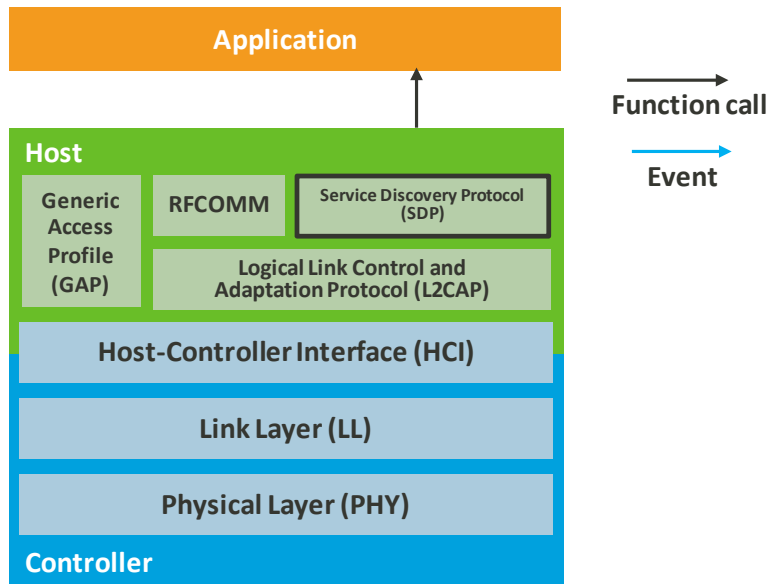 Application
Function call
Event
Host
Generic
Access
Profile
(GAP)
RFCOMM
Service Discovery Protocol
(SDP)
Logical Link Control and
Adaptation Protocol (L2CAP)
Host-Controller Interface (HCI)
Link Layer (LL)
Physical Layer (PHY)
Controller